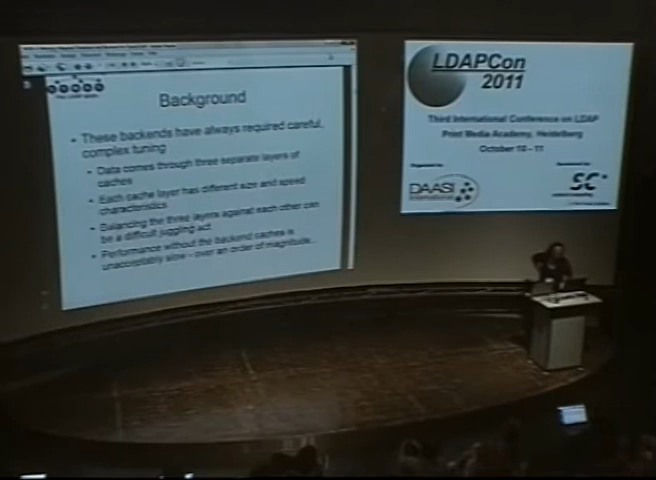 Background
• These backends have always required careful,
complex tuning
• Data comes through three separate layers of
caches
• Each cache layer has different size and speed
characteristics
• Balancing the three layers against each other can
be a difficult juggling act
• Performance without the backend caches is
unacceptably slow - over an order of magnitude...
LDAPCon
2011
Third International Conference on LDAP
Print Media Academy, Heidelberg
October 10 - 11
DAASI
International